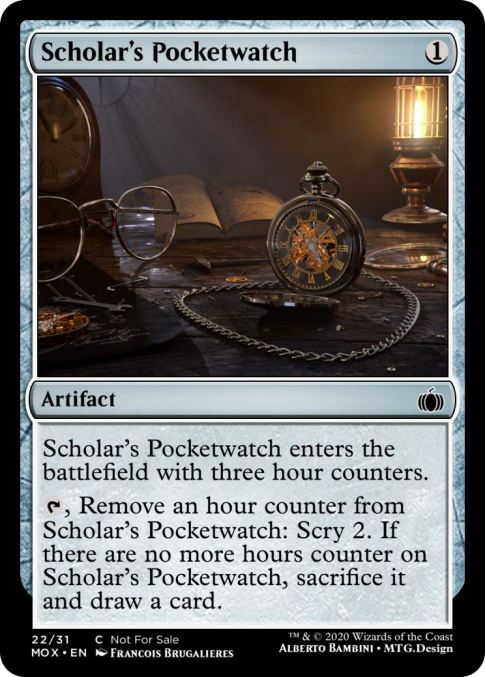 Scholar's Pocketwatch 1
Artifact
Scholar's Pocketwatch enters the
battlefield with three hour counters.
, Remove an hour counter from
Scholar's Pocketwatch: Scry 2. If
there are no more hours counter on
Scholar's Pocketwatch, sacrifice it
and draw a card.
22/31 C Not For Sale
MOX • EN Francois Brugalieres
™ & © 2020 Wizards of the Coast
Alberto Bambini • MTG.Design